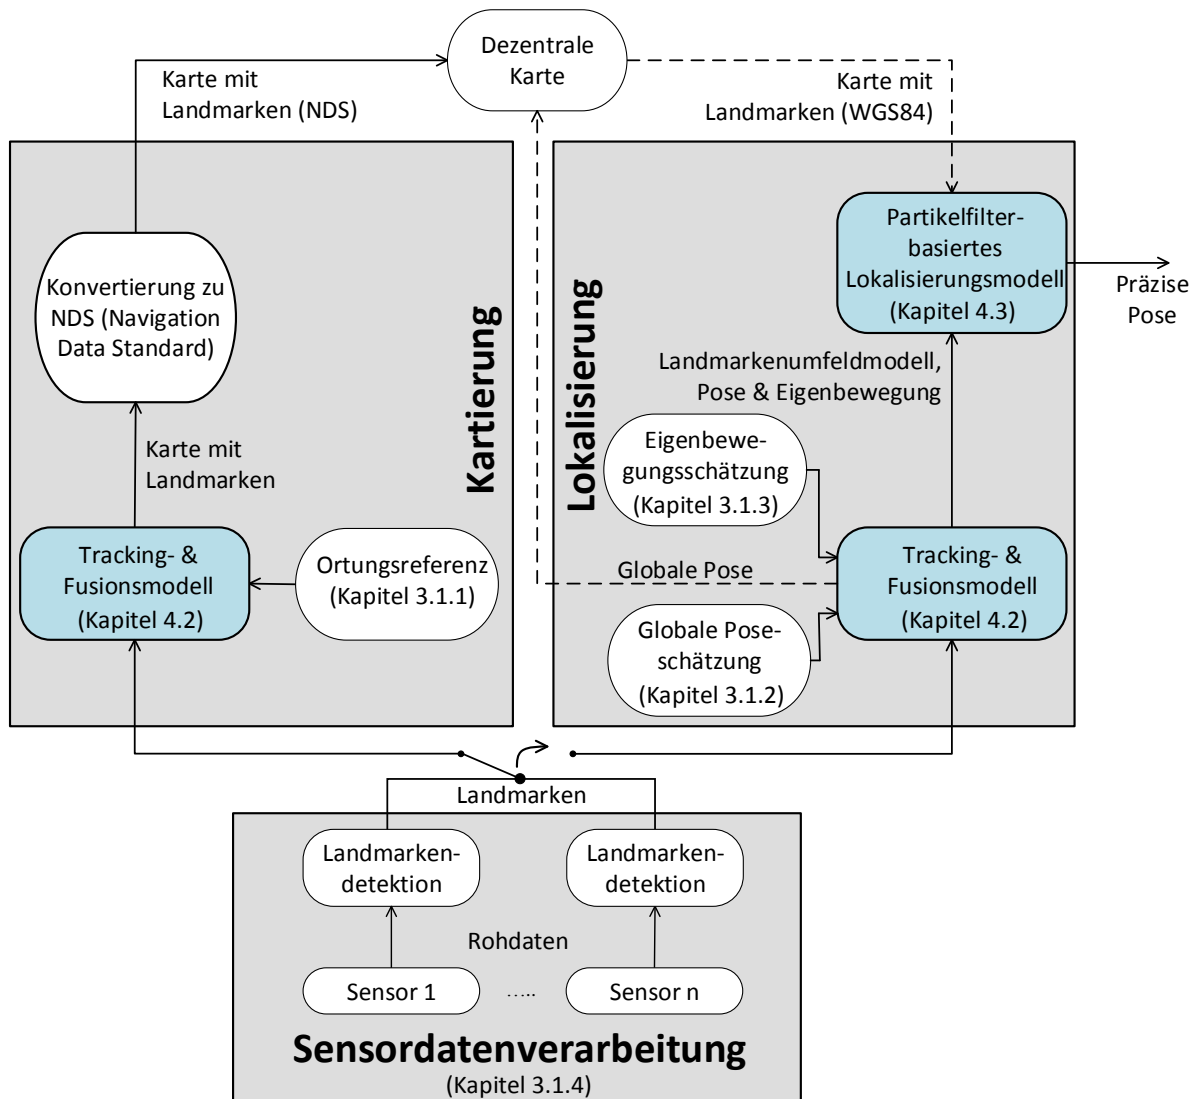 Dezentrale
Karte
Karte mit
Landmarken (NDS)
Karte mit
Landmarken (WGS84)
Konvertierung zu
NDS (Navigation
Data Standard)
Kartierung
Karte mit
Landmarken
Tracking- &
Fusionsmodell
(Kapitel 4.2)
Ortungsreferenz
(Kapitel 3.1.1)
Lokalisierung
Partikelfilter-
basiertes
Lokalisierungsmodell
(Kapitel 4.3)
Präzise
Pose
Landmarkenumfeldmodell,
Pose & Eigenbewegung
Eigenbewe-
gungsschätzung
(Kapitel 3.1.3)
Globale Pose
Tracking- &
Fusionsmodell
(Kapitel 4.2)
Globale Pose-
schätzung
(Kapitel 3.1.2)
Landmarken
Landmarken-
detektion
Landmarken-
detektion
Rohdaten
Sensor 1
.....
Sensor n
Sensordatenverarbeitung
(Kapitel 3.1.4)